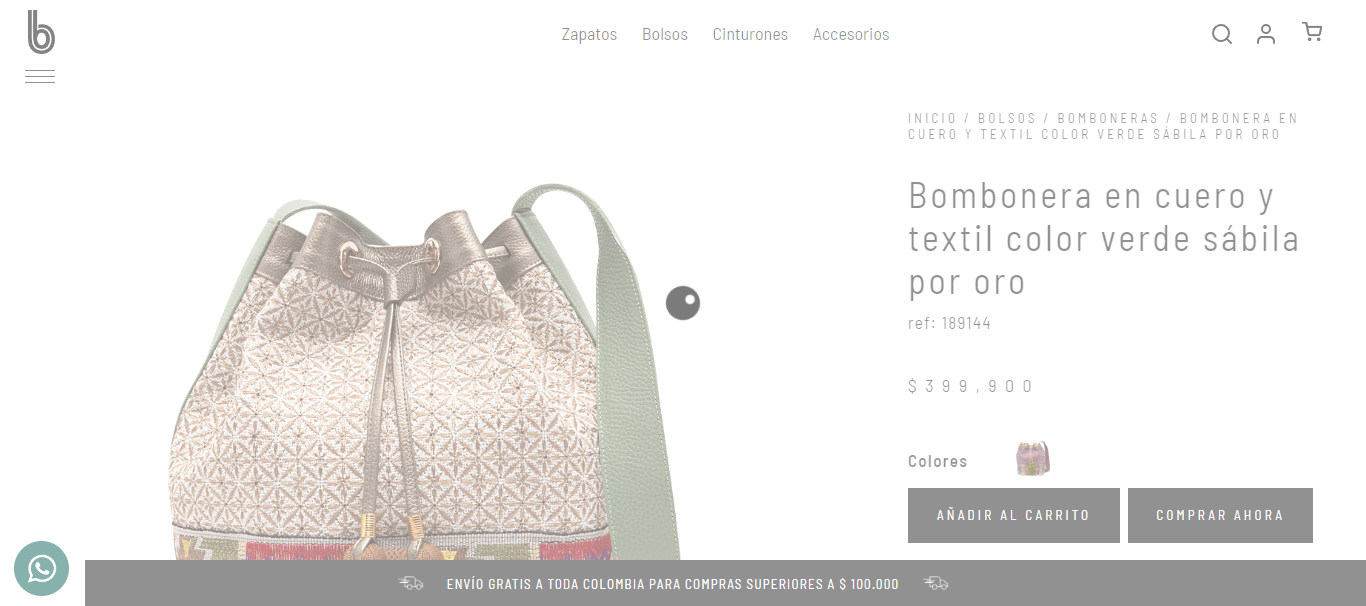 b
Zapatos Bolsos Cinturones Accesorios
INICIO / BOLSOS / BOMBONERAS / BOMBONERA EN
CUERO Y TEXTIL COLOR VERDE SÁBILA POR ORO
Bombonera en cuero y
textil color verde sábila
por oro
ref: 189144
$399,900
Colores
AÑADIR AL CARRITO COMPRAR AHORA
ENVÍO GRATIS A TODA COLOMBIA PARA COMPRAS SUPERIORES A $ 100.000